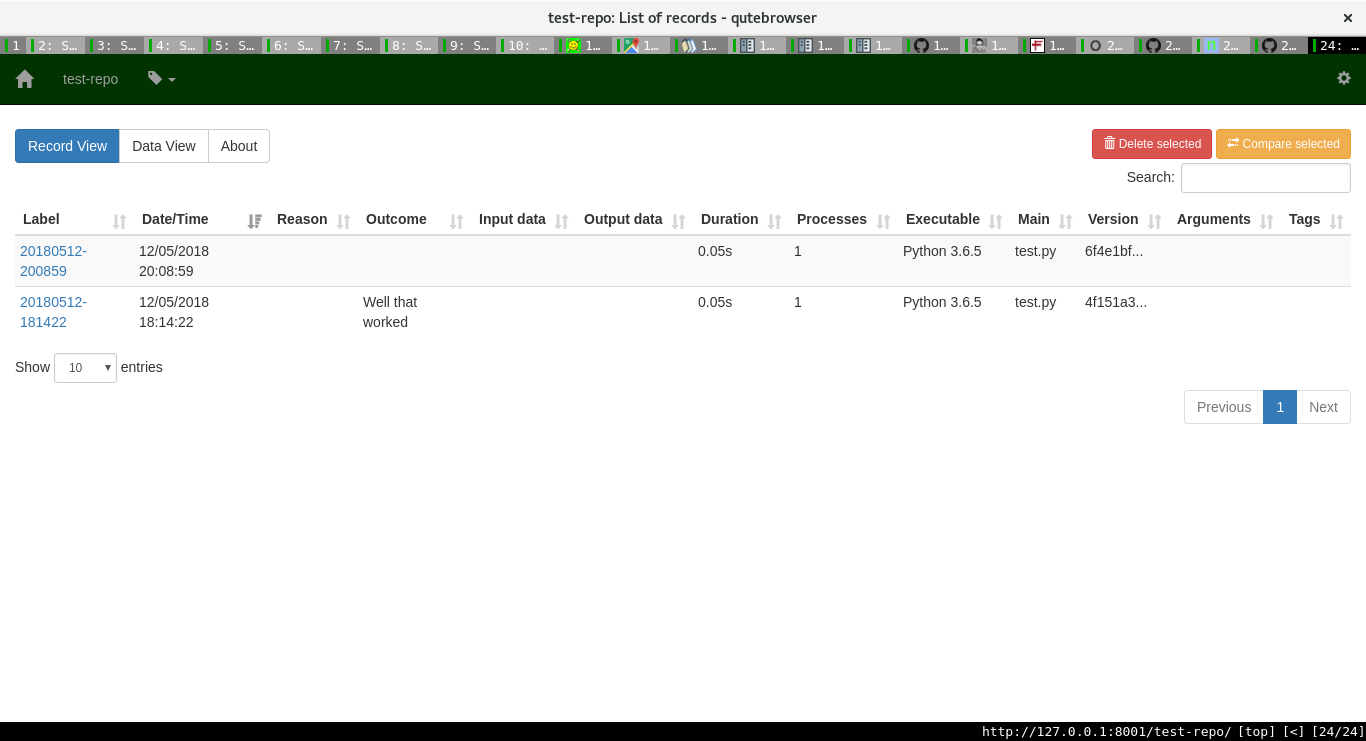 test-repo: List of records - qutebrowser ×
1 2: S… 3: S… 4: S… 5: S… 6: S… 7: S… 8: S… 9: S… 10: … 1… 1… 1… 1… 1… 1… 1… 1… 1… 2… 2… 2… 2… 24: …
test-repo
Record View Data View About Delete selected Compare selected
Search:
Label Date/Time Reason Outcome Input data Output data Duration Processes Executable Main Version Arguments Tags
20180512- 12/05/2018 0.05s 1 Python 3.6.5 test.py 6f4e1bf...
200859 20:08:59
20180512- 12/05/2018 Well that 0.05s 1 Python 3.6.5 test.py 4f151a3...
181422 18:14:22 worked
Show 10 entries
Previous 1 Next
http://127.0.0.1:8001/test-repo/ [top] [<] [24/24]